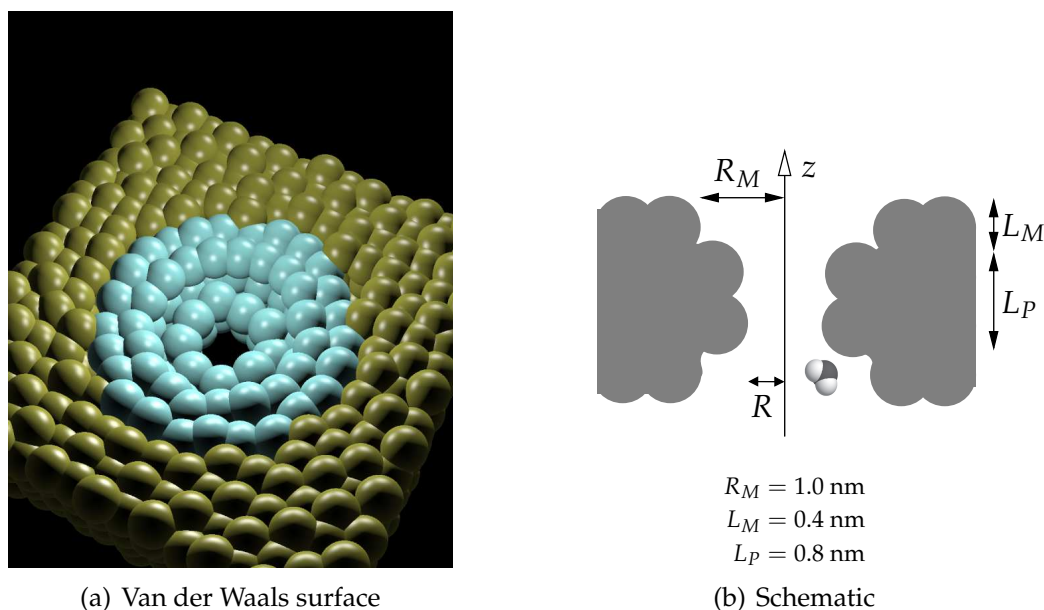 z
R_M
L_M
L_P
R
R_M = 1.0 nm
L_M = 0.4 nm
L_P = 0.8 nm
(a) Van der Waals surface
(b) Schematic